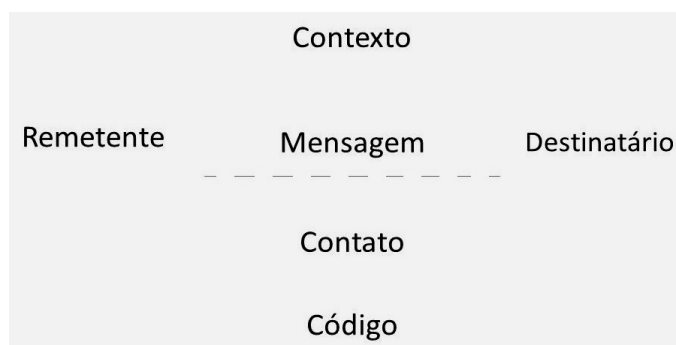 Contexto
Remetente Mensagem Destinatário
Contato
Código